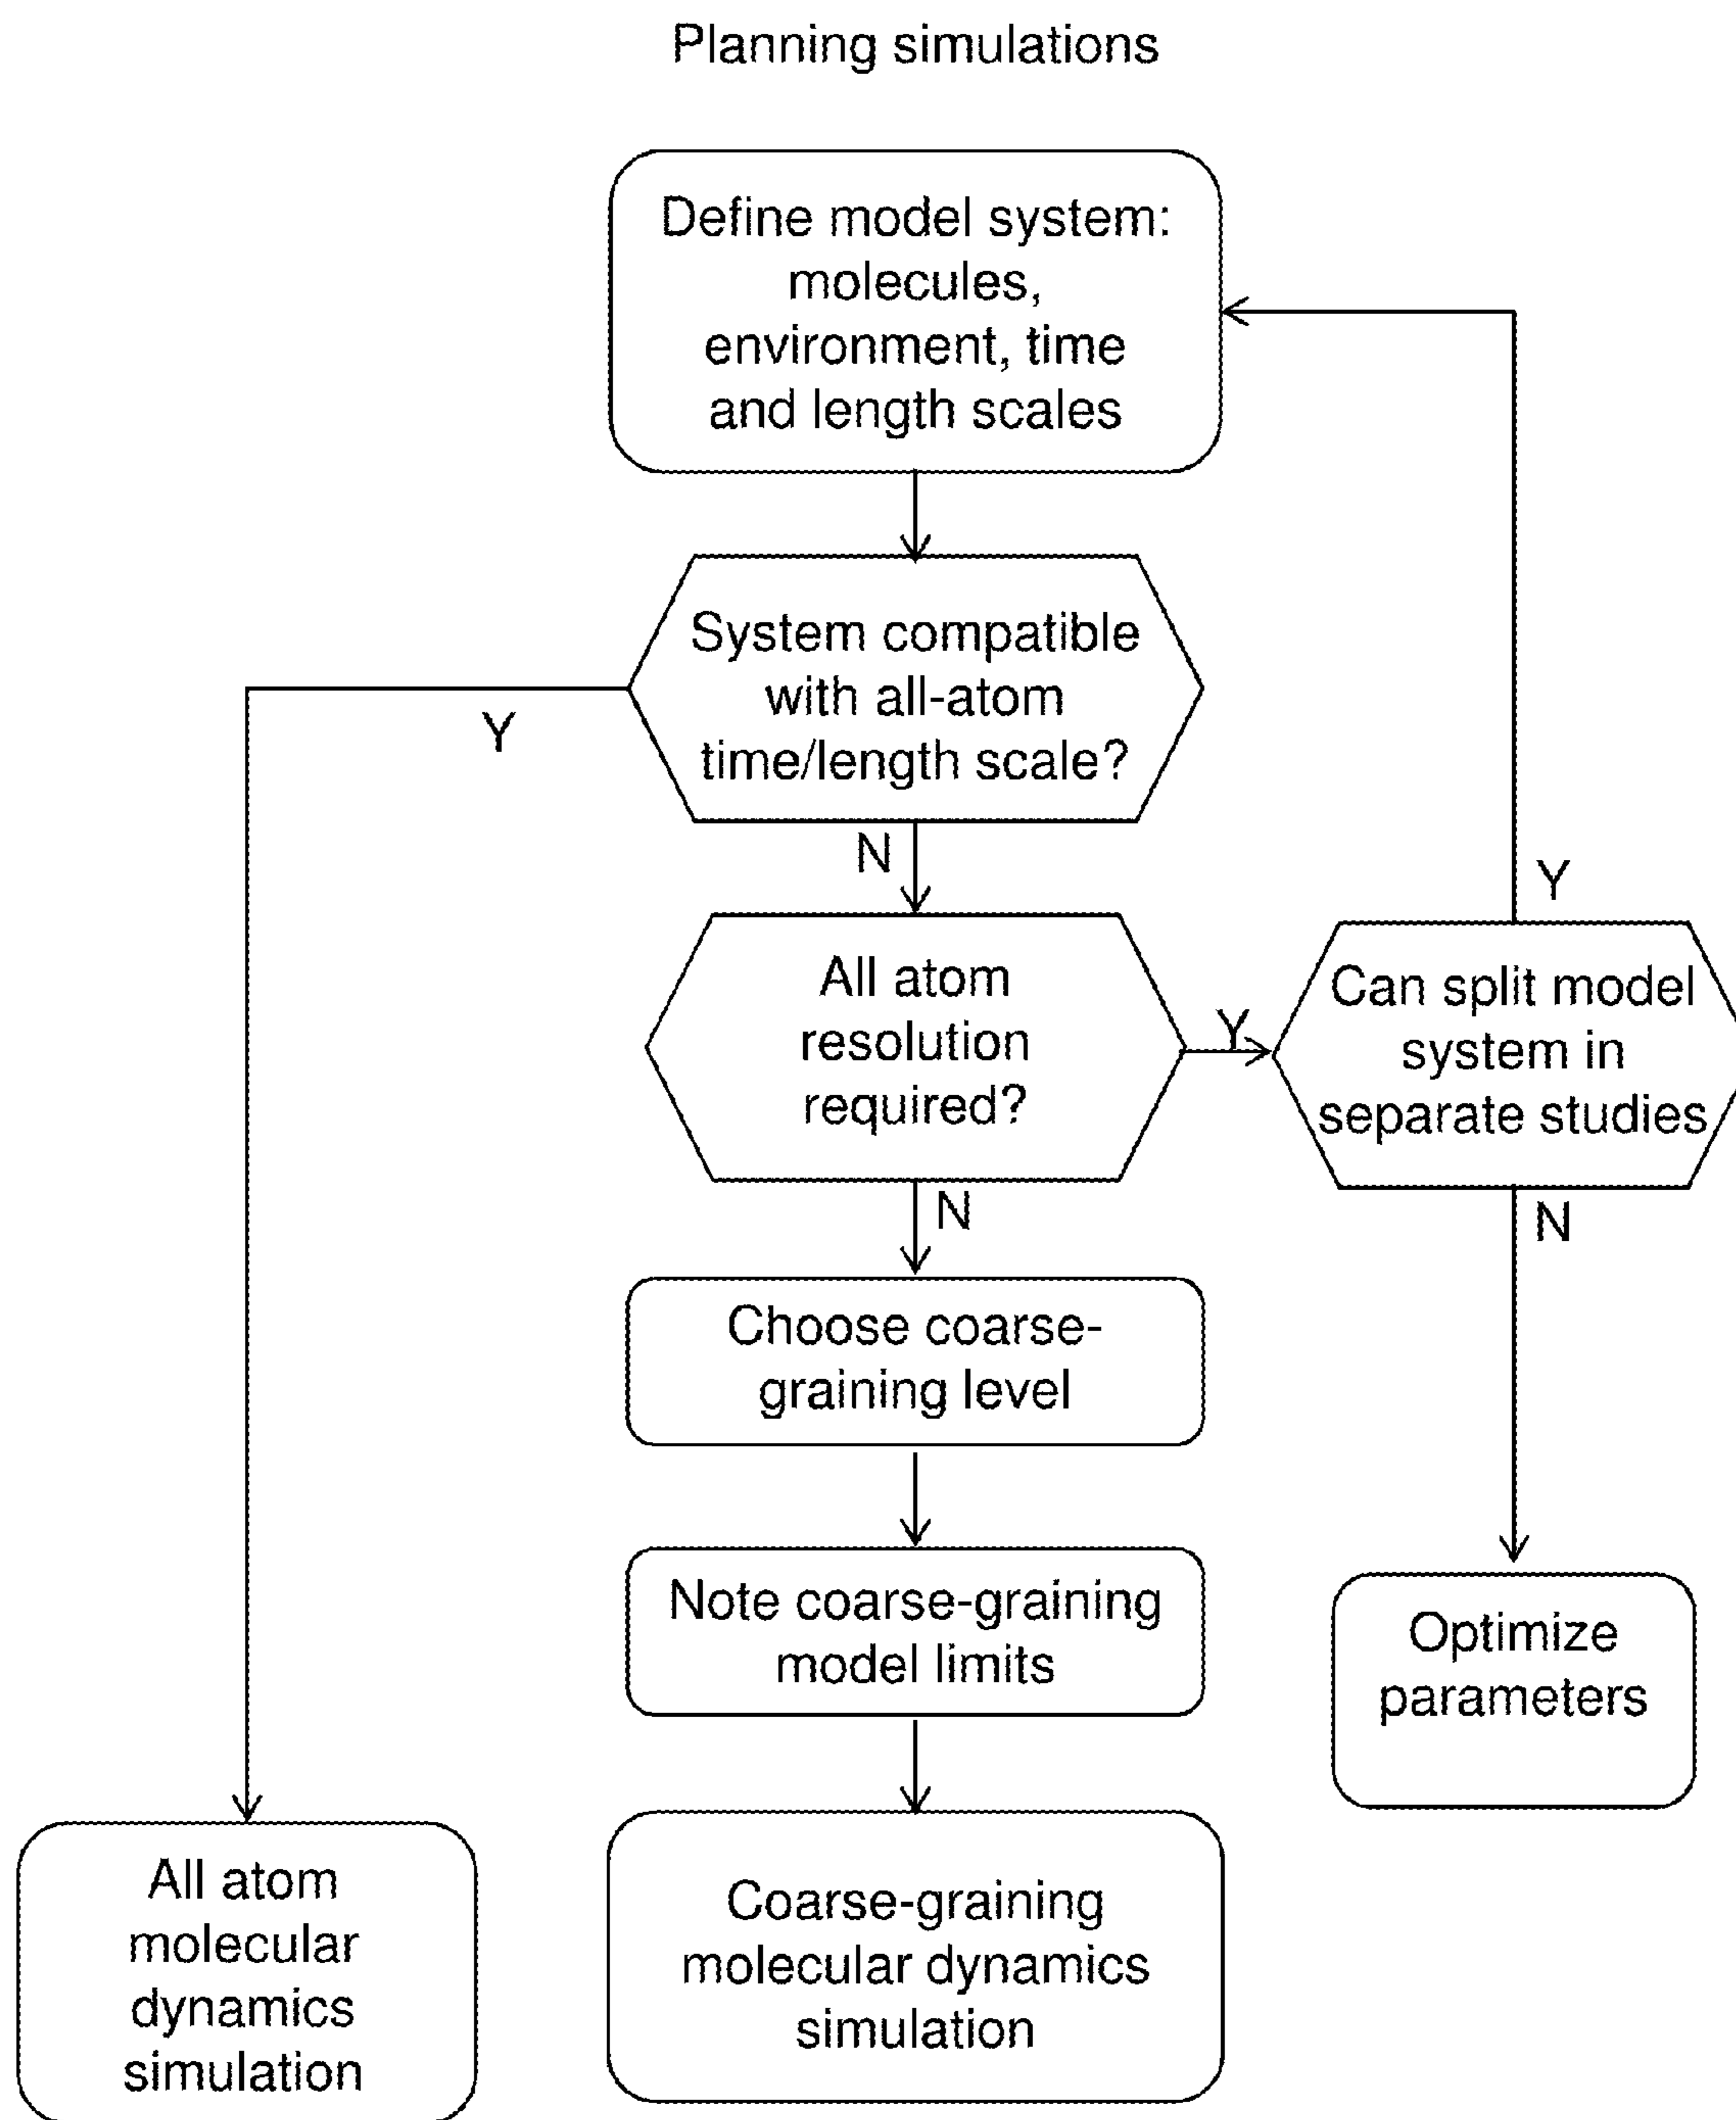 Planning simulations
Define model system:
molecules,
environment, time
and length scales
System compatible
with all-atom
time/length scale?
Y
N
All atom
resolution
required?
Y
Can split model
system in
separate studies
Y
N
N
Choose coarse-
graining level
Note coarse-graining
model limits
Optimize
parameters
All atom
molecular
dynamics
simulation
Coarse-graining
molecular dynamics
simulation